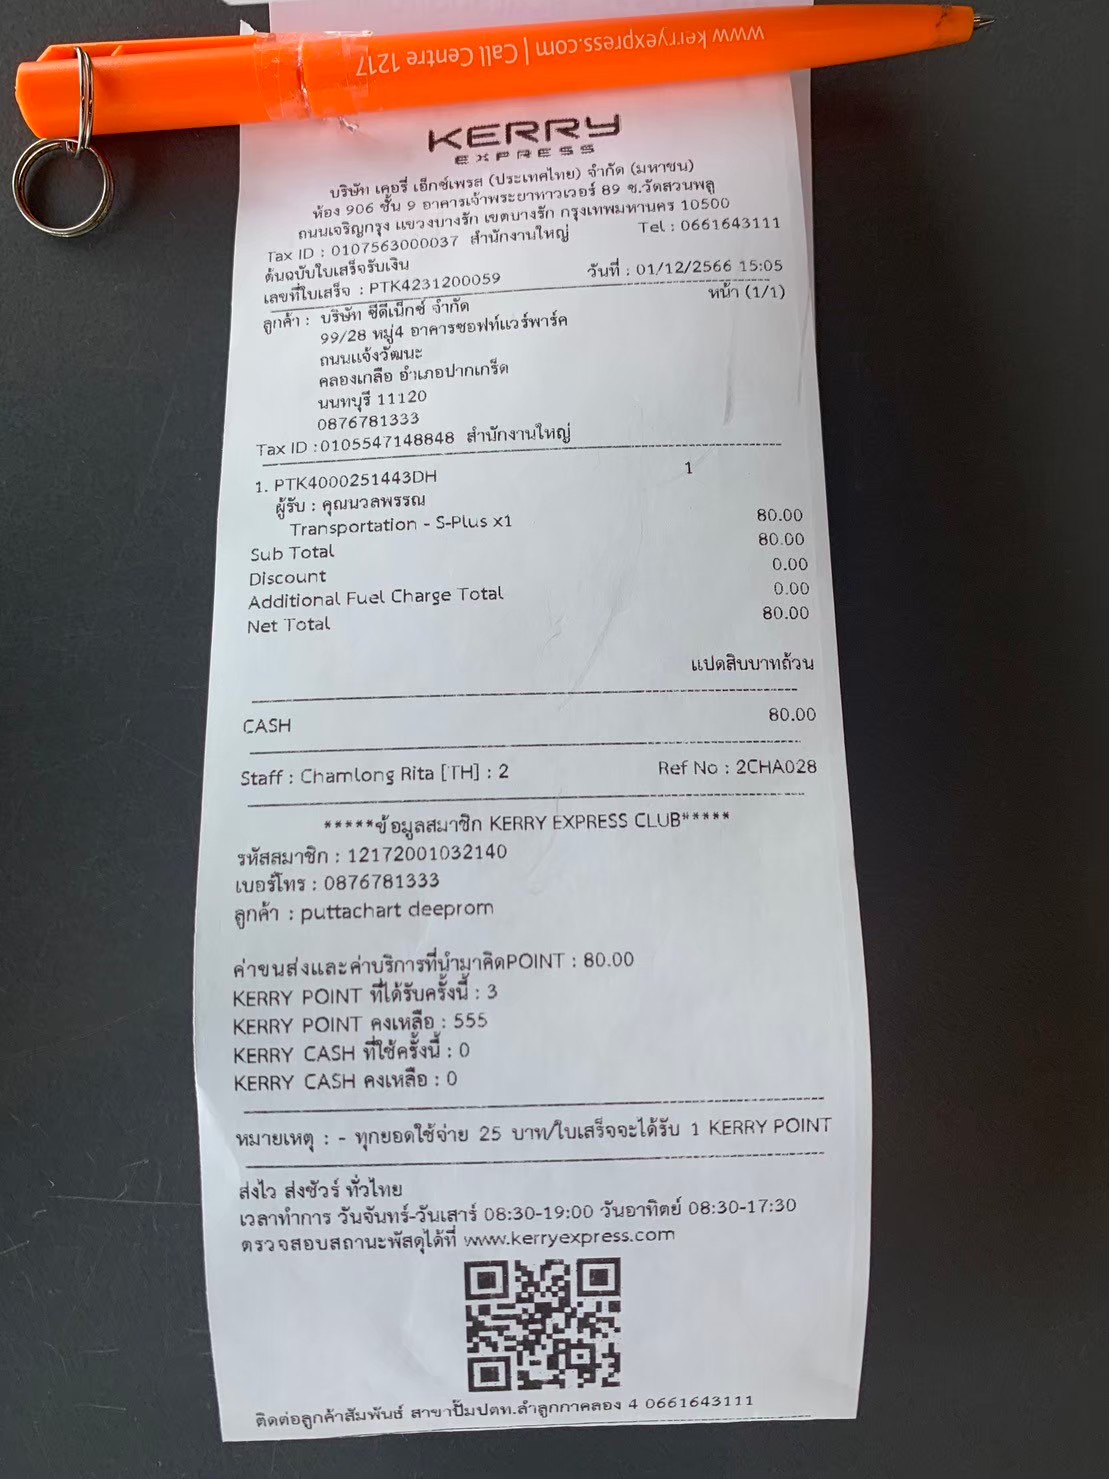 www.kerryexpress.com | Call Centre 1217
KERRY
EXPRESS
บริษัท เคอรี่ เอ็กซ์เพรส (ประเทศไทย) จำกัด (มหาชน)
ห้อง 906 ชั้น 9 อาคารเจ้าพระยาทาวเวอร์ 89 ซ.วัดสวนพลู
ถนนเจริญกรุง แขวงบางรัก เขตบางรัก กรุงเทพมหานคร 10500
Tax ID : 0107563000037 สำนักงานใหญ่ Tel : 0661643111
ต้นฉบับใบเสร็จรับเงิน
เลขที่ใบเสร็จ : PTK4231200059 วันที่ : 01/12/2566 15:05
หน้า (1/1)
ลูกค้า : บริษัท ซีดีเน็กซ์ จำกัด
99/28 หมู่4 อาคารซอฟท์แวร์พาร์ค
ถนนแจ้งวัฒนะ
คลองเกลือ อำเภอปากเกร็ด
นนทบุรี 11120
0876781333
Tax ID :0105547148848 สำนักงานใหญ่
1. PTK4000251443DH 1
ผู้รับ : คุณนวลพรรณ
Transportation - S-Plus x1 80.00
Sub Total 80.00
Discount 0.00
Additional Fuel Charge Total 0.00
Net Total 80.00
แปดสิบบาทถ้วน
CASH 80.00
Staff : Chamlong Rita [TH] : 2 Ref No : 2CHA028
*****ข้อมูลสมาชิก KERRY EXPRESS CLUB*****
รหัสสมาชิก : 12172001032140
เบอร์โทร : 0876781333
ลูกค้า : puttachart deeprom
ค่าขนส่งและค่าบริการที่นำมาคิดPOINT : 80.00
KERRY POINT ที่ได้รับครั้งนี้ : 3
KERRY POINT คงเหลือ : 555
KERRY CASH ที่ใช้ครั้งนี้ : 0
KERRY CASH คงเหลือ : 0
หมายเหตุ : - ทุกยอดใช้จ่าย 25 บาท/ใบเสร็จจะได้รับ 1 KERRY POINT
ส่งไว ส่งชัวร์ ทั่วไทย
เวลาทำการ วันจันทร์-วันเสาร์ 08:30-19:00 วันอาทิตย์ 08:30-17:30
ตรวจสอบสถานะพัสดุได้ที่ www.kerryexpress.com
ติดต่อลูกค้าสัมพันธ์ สาขาปั๊มปตท.ลำลูกกาคลอง 4 0661643111